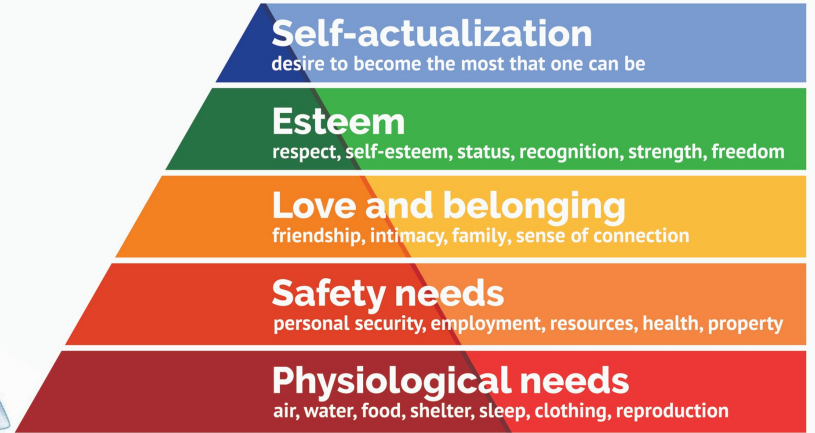 Self-actualization
desire to become the most that one can be
Esteem
respect, self-esteem, status, recognition, strength, freedom
Love and belonging
friendship, intimacy, family, sense of connection
Safety needs
personal security, employment, resources, health, property
Physiological needs
air, water, food, shelter, sleep, clothing, reproduction